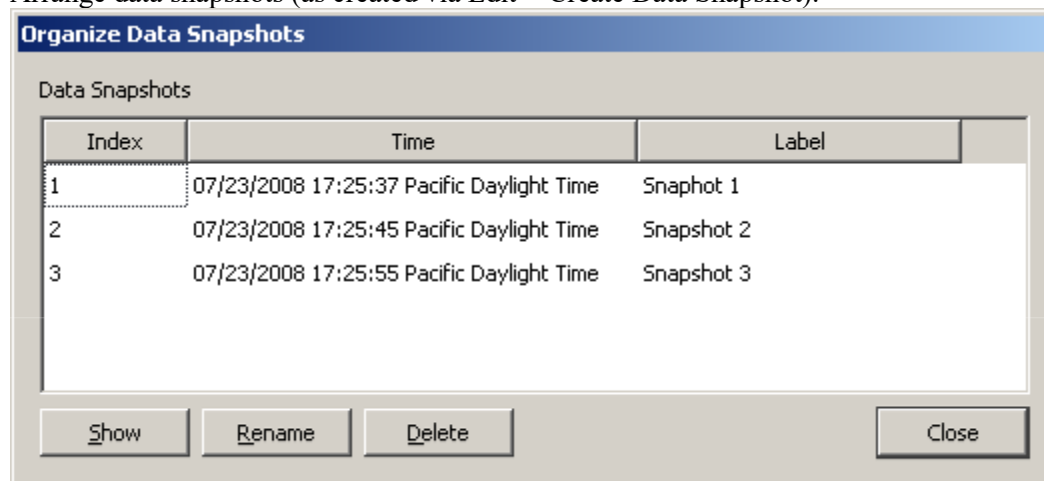 Arrange data snapshots (as created via Edit – Create Data Snapshot).
Organize Data Snapshots
Data Snapshots
Index Time Label
1 07/23/2008 17:25:37 Pacific Daylight Time Snaphot 1
2 07/23/2008 17:25:45 Pacific Daylight Time Snapshot 2
3 07/23/2008 17:25:55 Pacific Daylight Time Snapshot 3
Show Rename Delete Close